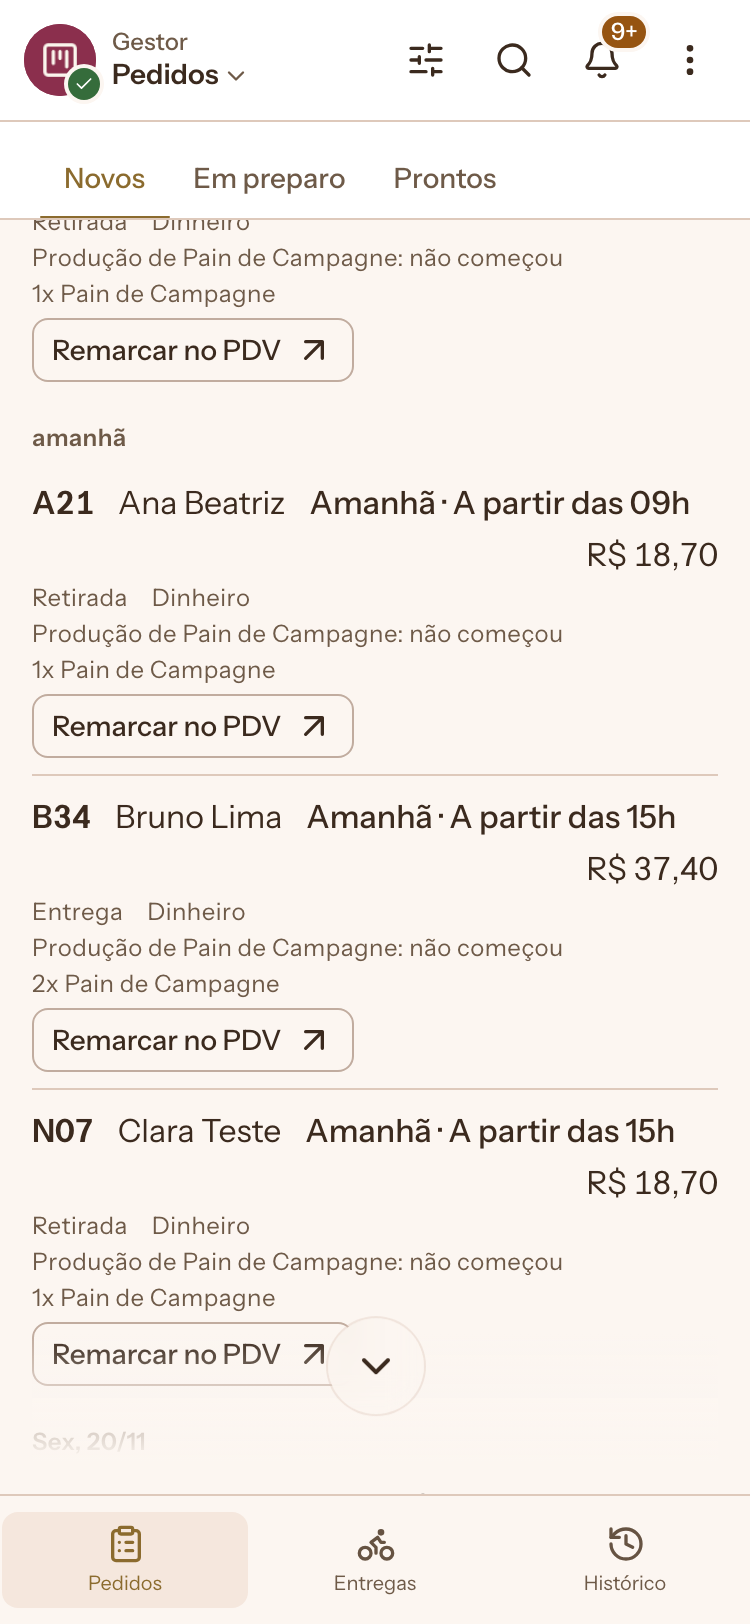 Gestor
Pedidos
9+
Novos Em preparo Prontos
Retirada Dinheiro
Produção de Pain de Campagne: não começou
1x Pain de Campagne
Remarcar no PDV
amanhã
A21 Ana Beatriz Amanhã · A partir das 09h
R$ 18,70
Retirada Dinheiro
Produção de Pain de Campagne: não começou
1x Pain de Campagne
Remarcar no PDV
B34 Bruno Lima Amanhã · A partir das 15h
R$ 37,40
Entrega Dinheiro
Produção de Pain de Campagne: não começou
2x Pain de Campagne
Remarcar no PDV
N07 Clara Teste Amanhã · A partir das 15h
R$ 18,70
Retirada Dinheiro
Produção de Pain de Campagne: não começou
1x Pain de Campagne
Remarcar no PDV
Sex, 20/11
Pedidos Entregas Histórico